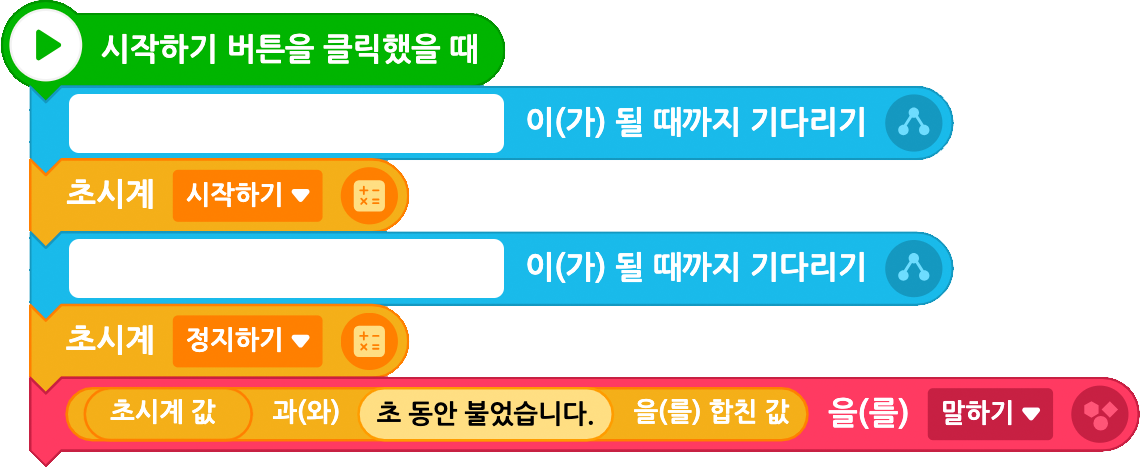 시작하기 버튼을 클릭했을 때
이(가) 될 때까지 기다리기
초시계 시작하기
이(가) 될 때까지 기다리기
초시계 정지하기
초시계 값 과(와) 초 동안 불었습니다. 을(를) 합친 값 을(를) 말하기